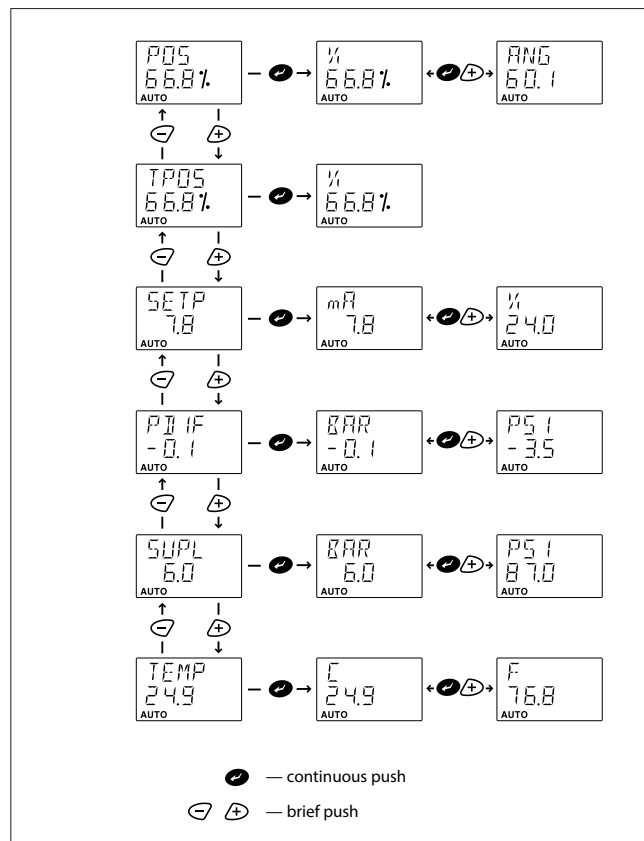 POS
66.8%
AUTO
%
66.8%
AUTO
ANG
60.1
AUTO
TPOS
66.8%
AUTO
%
66.8%
AUTO
SETP
7.8
AUTO
mA
7.8
AUTO
%
24.0
AUTO
PDIF
-0.1
AUTO
BAR
-0.1
AUTO
PSI
-3.5
AUTO
SUPL
6.0
AUTO
BAR
6.0
AUTO
PSI
87.0
AUTO
TEMP
24.9
AUTO
C
24.9
AUTO
F
76.8
AUTO
— continuous push
— brief push